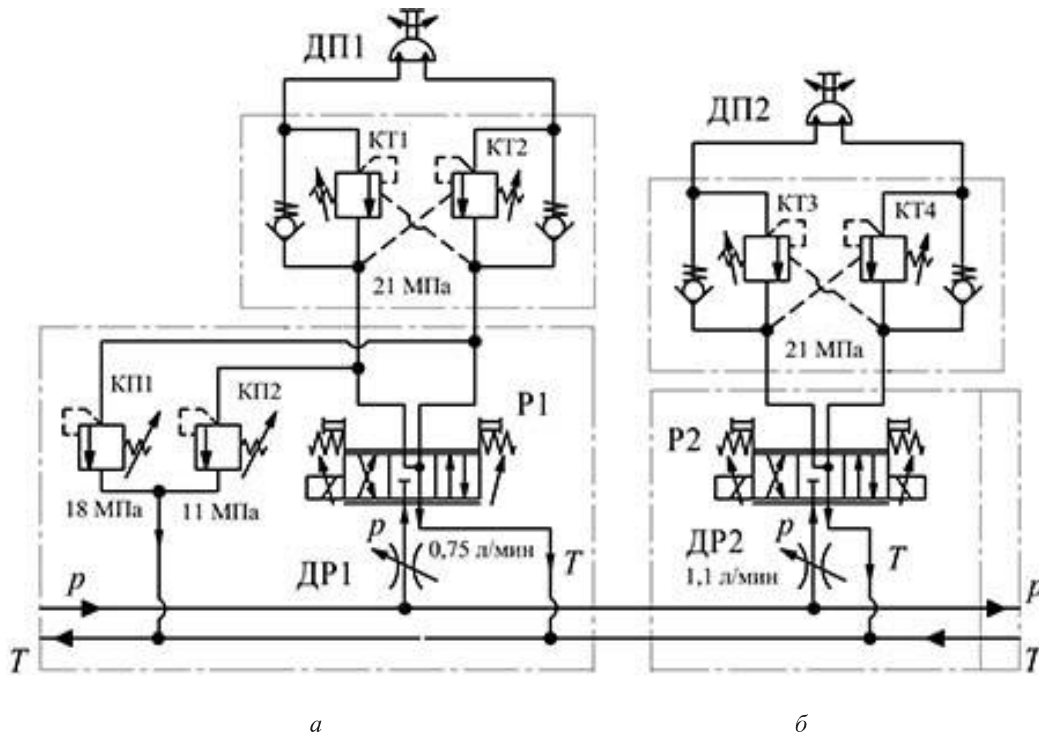 ДП1
ДП2
КТ1
КТ2
КТ3
КТ4
21 МПа
21 МПа
КП1
КП2
Р1
Р2
18 МПа
11 МПа
p
0,75 л/мин
ДР1
T
p
ДР2
1,1 л/мин
T
p
p
T
T
а
б